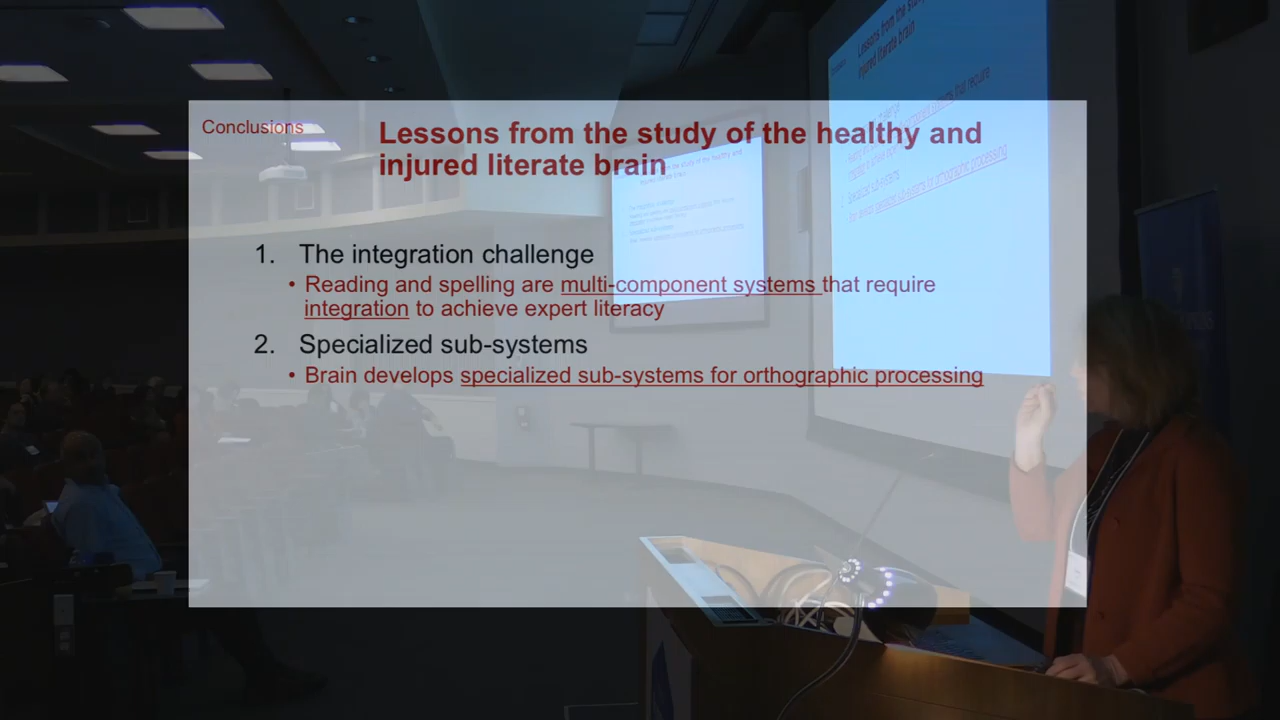 Conclusions
Lessons from the study of the healthy and
injured literate brain
1. The integration challenge
• Reading and spelling are multi-component systems that require
integration to achieve expert literacy
2. Specialized sub-systems
• Brain develops specialized sub-systems for orthographic processing